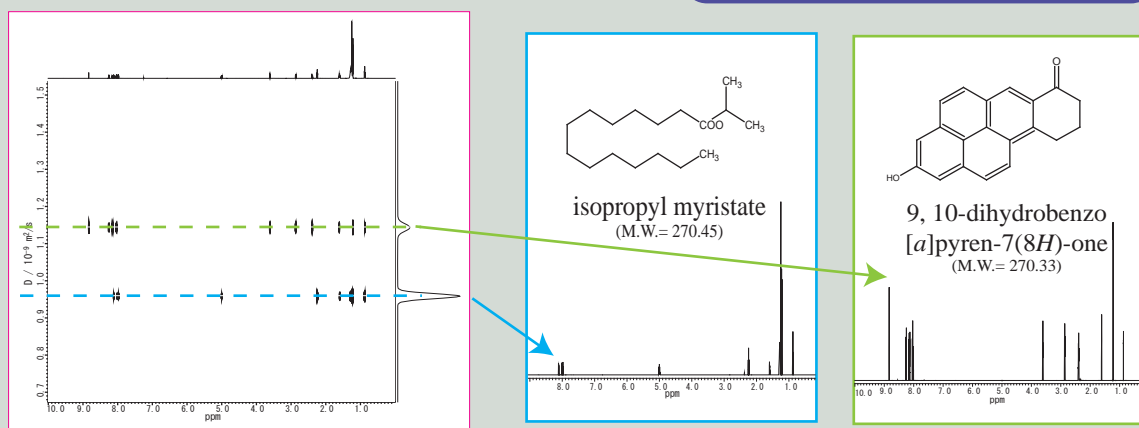 D / 10⁻⁹ m²/s
1.5
1.4
1.3
1.2
1.1
1.0
0.9
0.8
0.7
10.0 9.0 8.0 7.0 6.0 5.0 4.0 3.0 2.0 1.0
ppm
COO
CH₃
CH₃
CH₃
isopropyl myristate
(M.W.= 270.45)
8.0 7.0 6.0 5.0 4.0 3.0 2.0 1.0
ppm
O
HO
9, 10-dihydrobenzo
[a]pyren-7(8H)-one
(M.W.= 270.33)
10.0 9.0 8.0 7.0 6.0 5.0 4.0 3.0 2.0 1.0
ppm